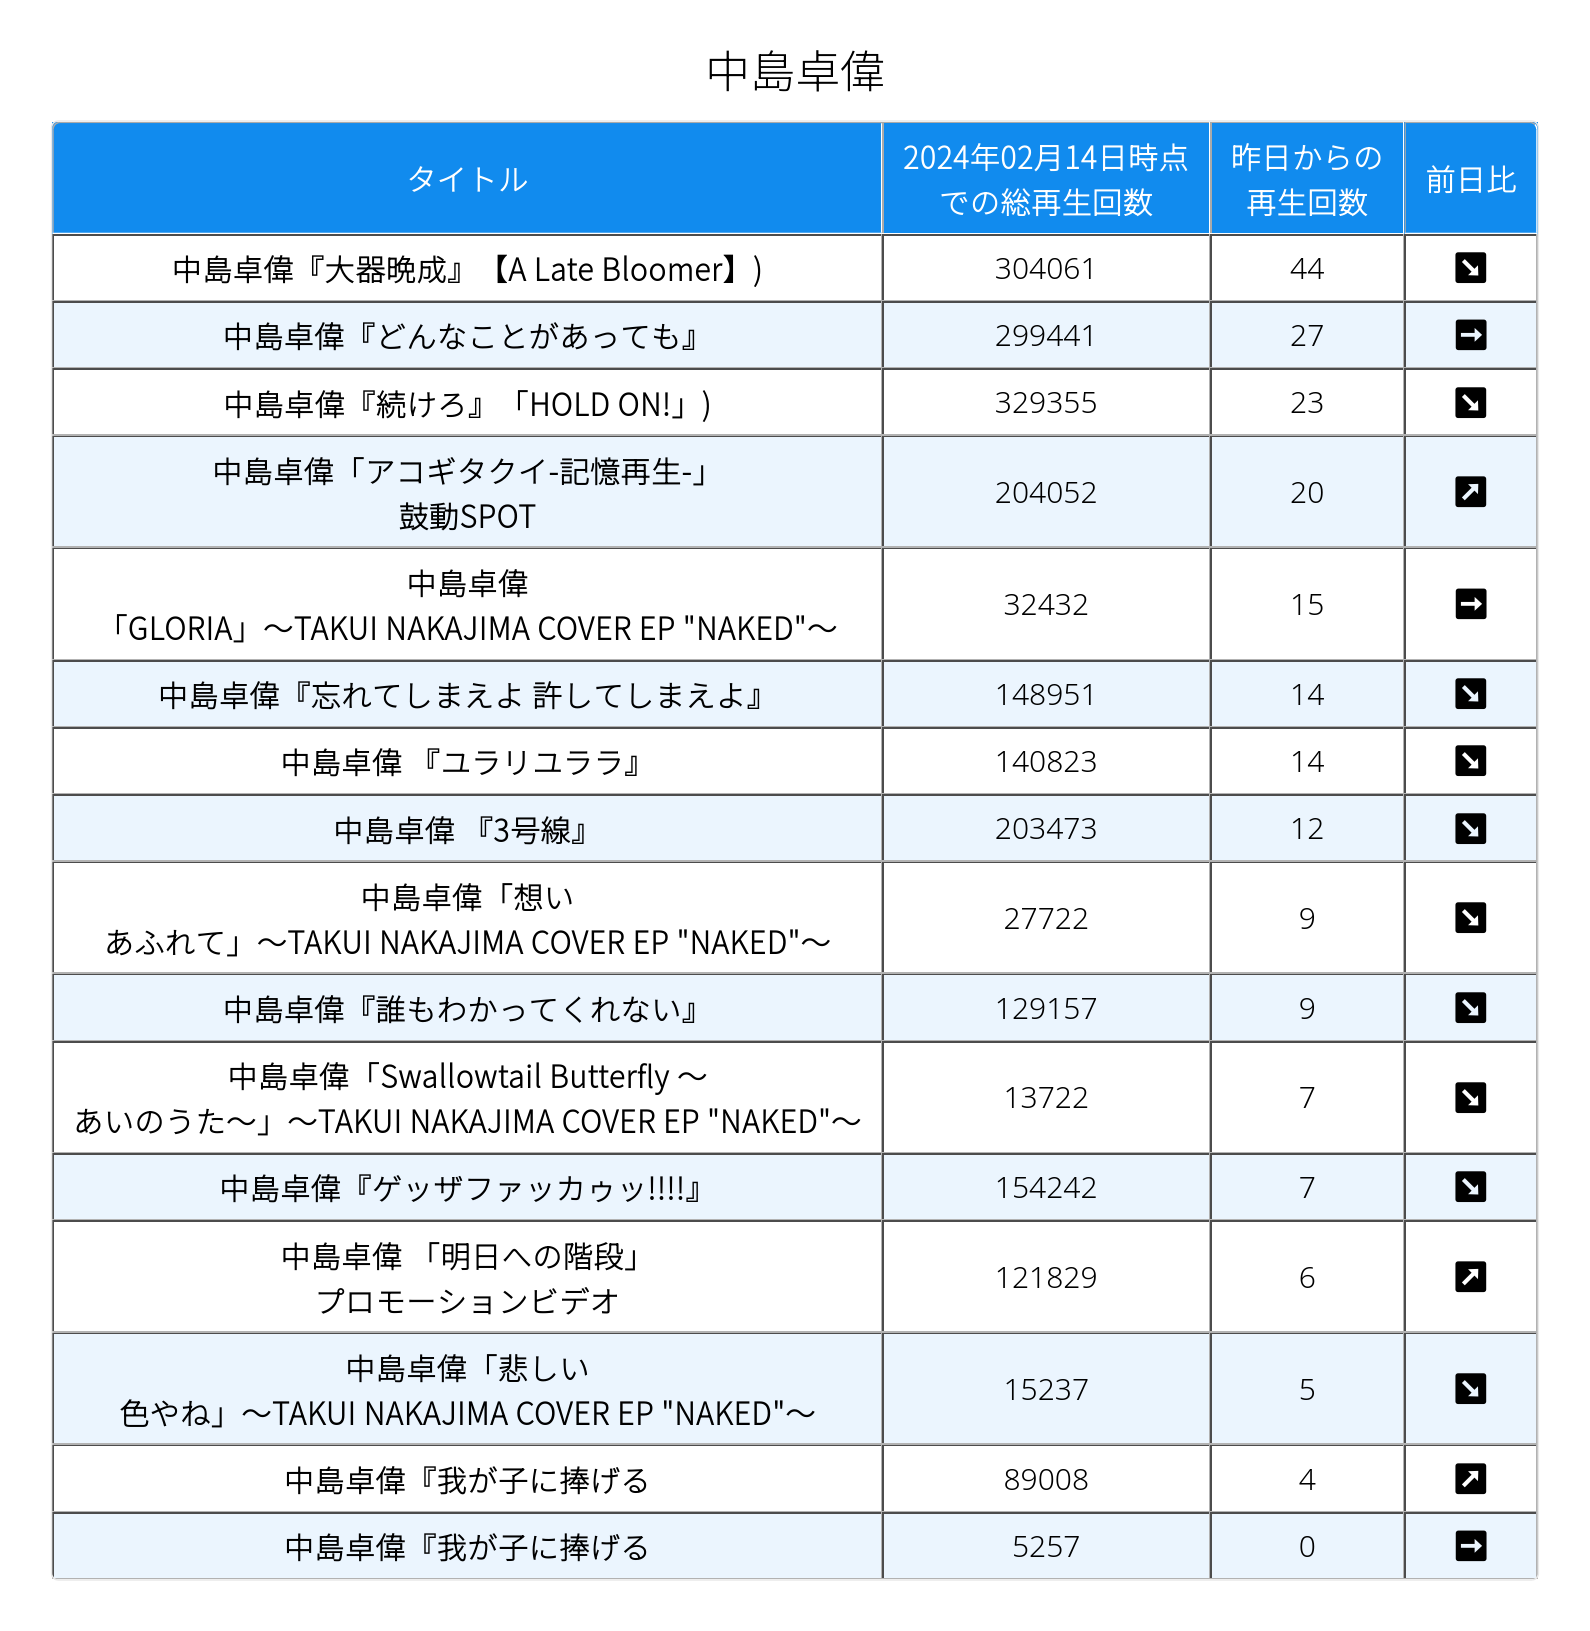 中島卓偉
タイトル
2024年02月14日時点
での総再生回数
昨日からの
再生回数
前日比
中島卓偉『大器晩成』【A Late Bloomer】)
304061
44
中島卓偉『どんなことがあっても』
299441
27
中島卓偉『続けろ』「HOLD ON!」)
329355
23
中島卓偉「アコギタクイ-記憶再生-」
鼓動SPOT
204052
20
中島卓偉
「GLORIA」～TAKUI NAKAJIMA COVER EP "NAKED"～
32432
15
中島卓偉『忘れてしまえよ 許してしまえよ』
148951
14
中島卓偉 『ユラリユララ』
140823
14
中島卓偉 『3号線』
203473
12
中島卓偉「想い
あふれて」～TAKUI NAKAJIMA COVER EP "NAKED"～
27722
9
中島卓偉『誰もわかってくれない』
129157
9
中島卓偉「Swallowtail Butterfly ～
あいのうた～」～TAKUI NAKAJIMA COVER EP "NAKED"～
13722
7
中島卓偉『ゲッザファッカゥッ!!!!』
154242
7
中島卓偉 「明日への階段」
プロモーションビデオ
121829
6
中島卓偉「悲しい
色やね」～TAKUI NAKAJIMA COVER EP "NAKED"～
15237
5
中島卓偉『我が子に捧げる
89008
4
中島卓偉『我が子に捧げる
5257
0